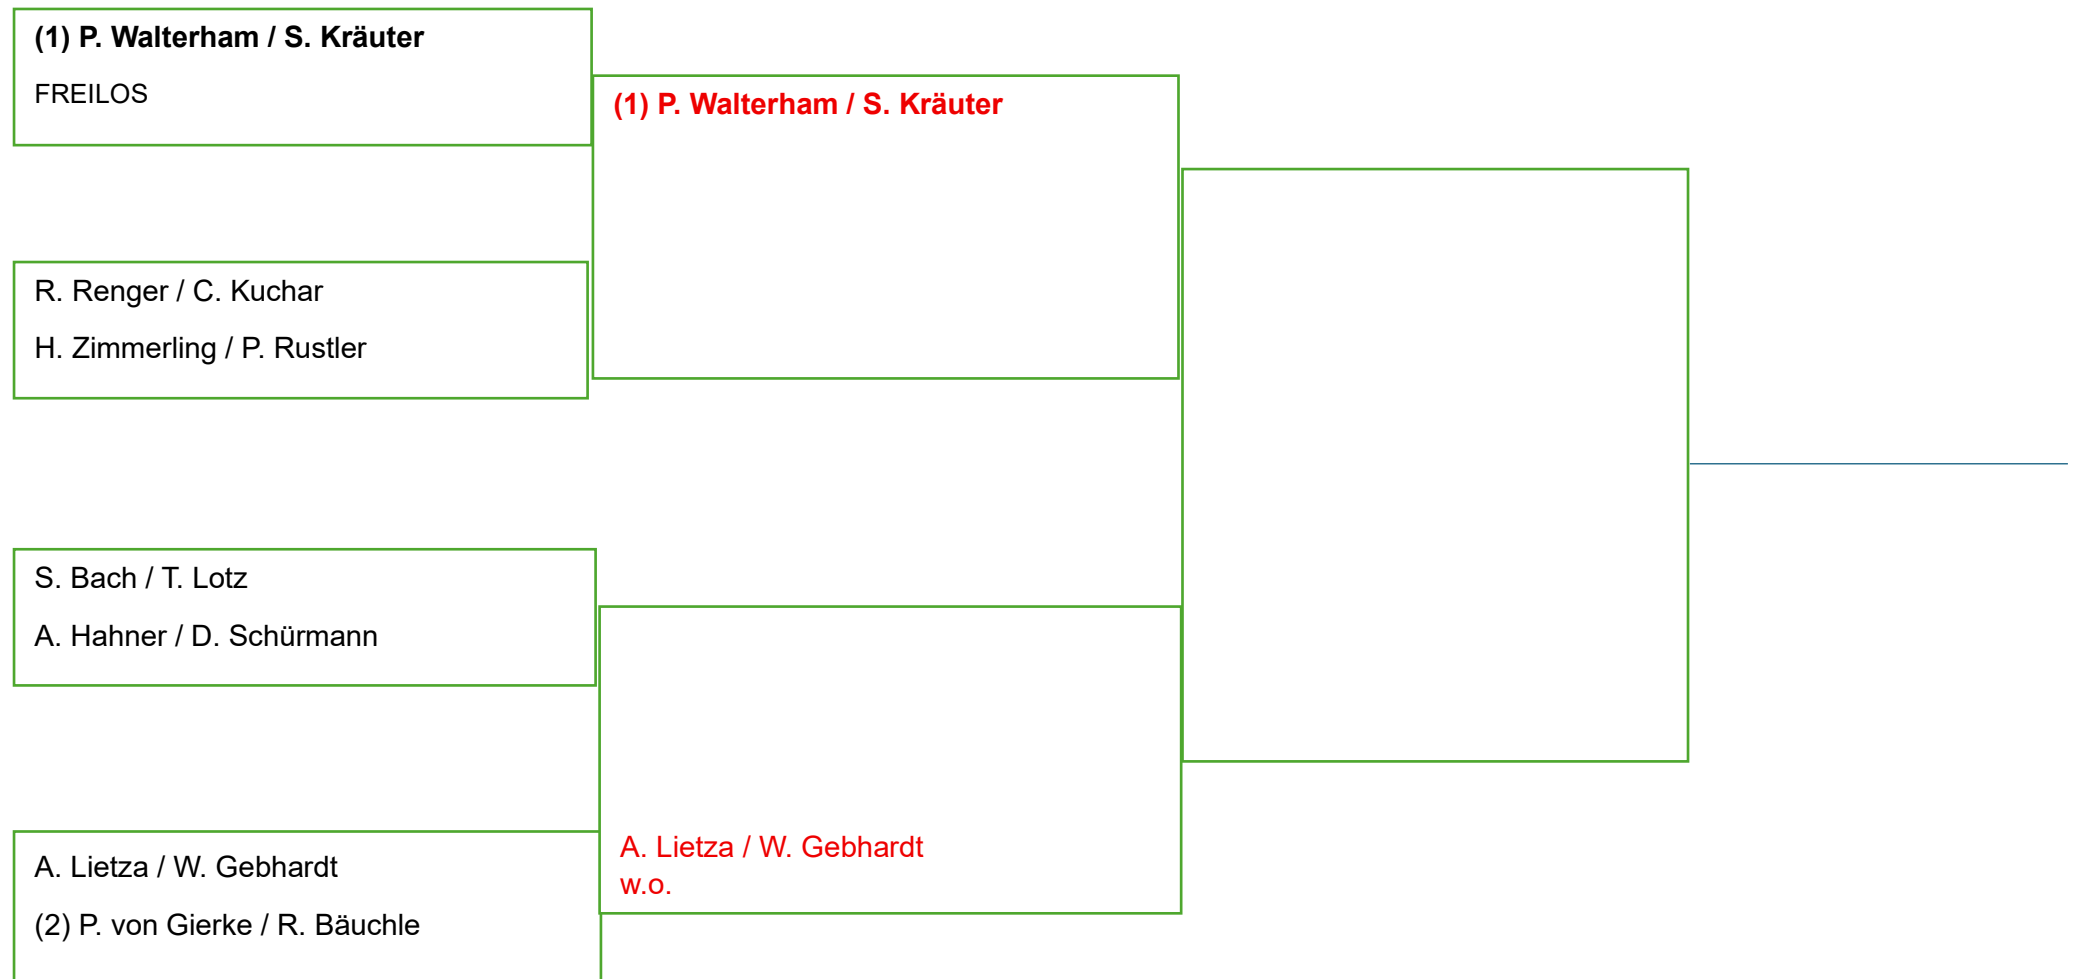 (1) P. Walterham / S. Kräuter
FREILOS
(1) P. Walterham / S. Kräuter
R. Renger / C. Kuchar
H. Zimmerling / P. Rustler
S. Bach / T. Lotz
A. Hahner / D. Schürmann
A. Lietza / W. Gebhardt
w.o.
A. Lietza / W. Gebhardt
(2) P. von Gierke / R. Bäuchle